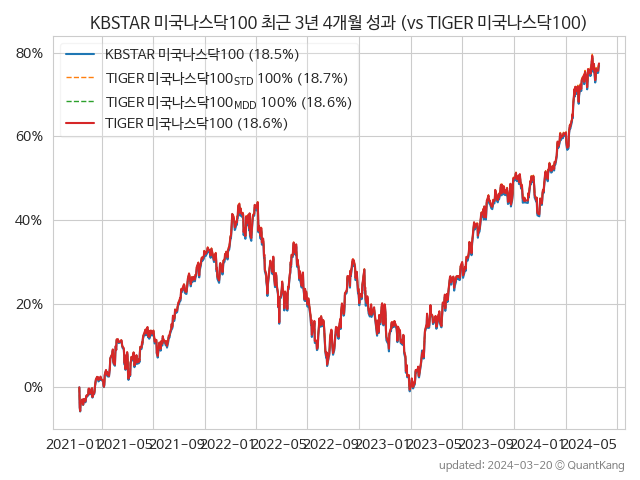 KBSTAR 미국나스닥100 최근 3년 4개월 성과 (vs TIGER 미국나스닥100)
KBSTAR 미국나스닥100 (18.5%)
TIGER 미국나스닥100STD 100% (18.7%)
TIGER 미국나스닥100MDD 100% (18.6%)
TIGER 미국나스닥100 (18.6%)
80%
60%
40%
20%
0%
2021-01 2021-05 2021-09 2022-01 2022-05 2022-09 2023-01 2023-05 2023-09 2024-01 2024-05
updated: 2024-03-20 © QuantKang